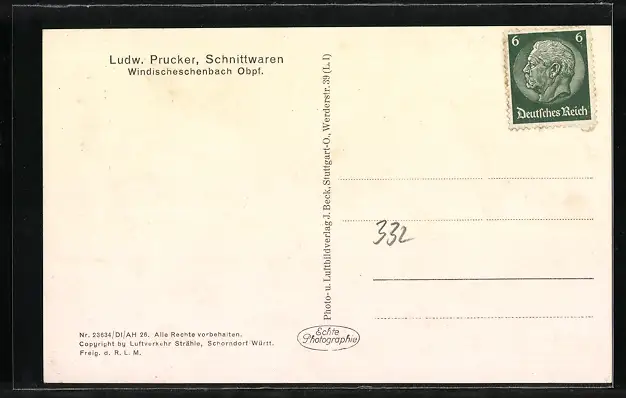 Ludw. Prucker, Schnittwaren
Windischeschenbach Obpf.
Nr. 23634/DI/AH 26. Alle Rechte vorbehalten.
Copyright by Luftverkehr Strähle, Schorndorf Württ.
Freig. d. R. L. M.
Photo- u. Luftbildverlag J. Beck, Stuttgart-O., Werderstr. 39 (L. I)
Echte
Photographie
6 6
Deutsches Reich
332